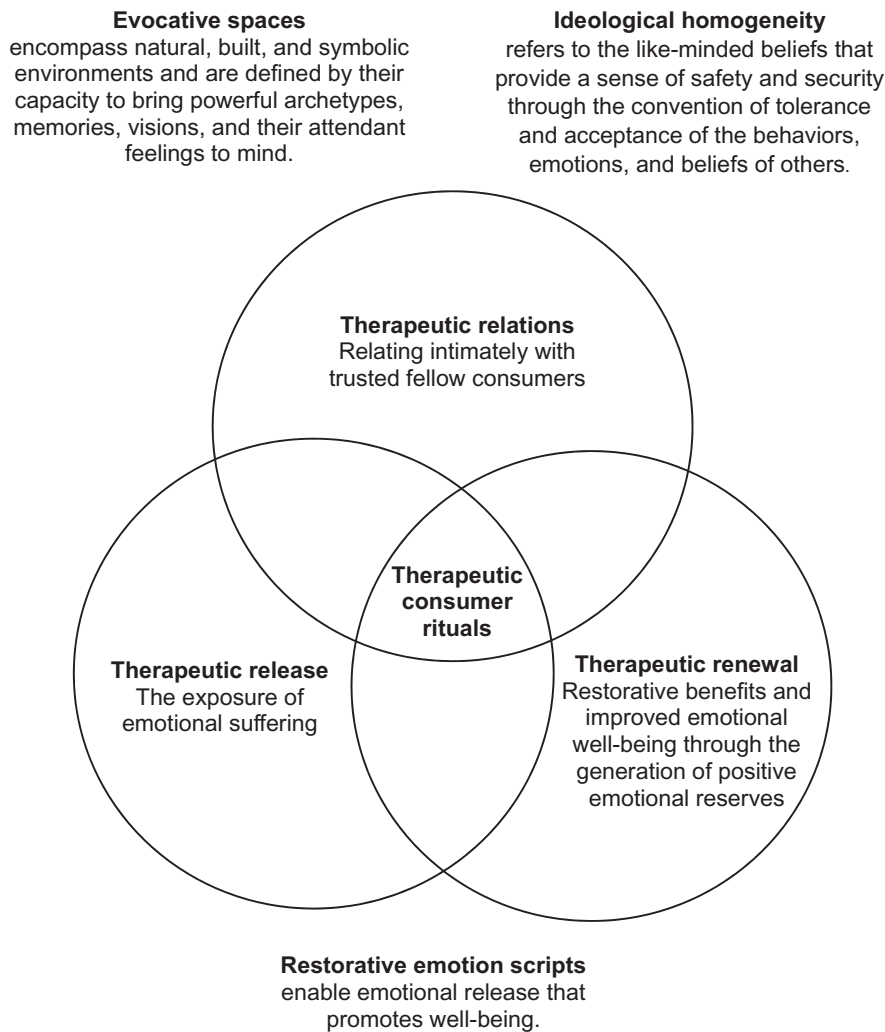 Evocative spaces
encompass natural, built, and symbolic
environments and are defined by their
capacity to bring powerful archetypes,
memories, visions, and their attendant
feelings to mind.
Ideological homogeneity
refers to the like-minded beliefs that
provide a sense of safety and security
through the convention of tolerance
and acceptance of the behaviors,
emotions, and beliefs of others.
Therapeutic relations
Relating intimately with
trusted fellow consumers
Therapeutic
consumer
rituals
Therapeutic release
The exposure of
emotional suffering
Therapeutic renewal
Restorative benefits and
improved emotional
well-being through the
generation of positive
emotional reserves
Restorative emotion scripts
enable emotional release that
promotes well-being.